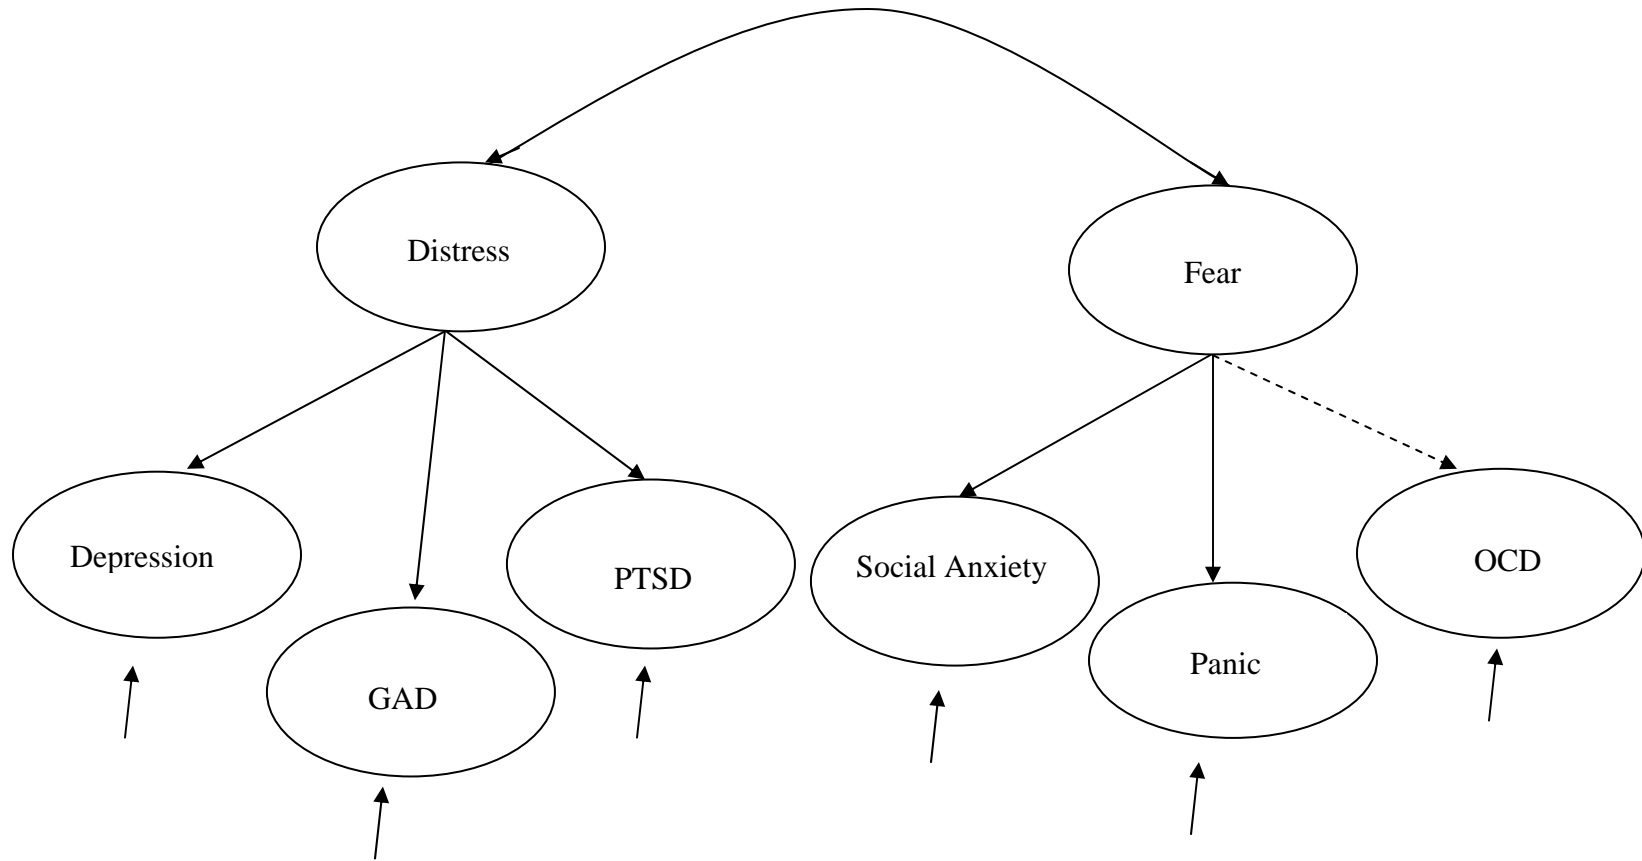 Distress
Fear
Depression
GAD
PTSD
Social Anxiety
Panic
OCD